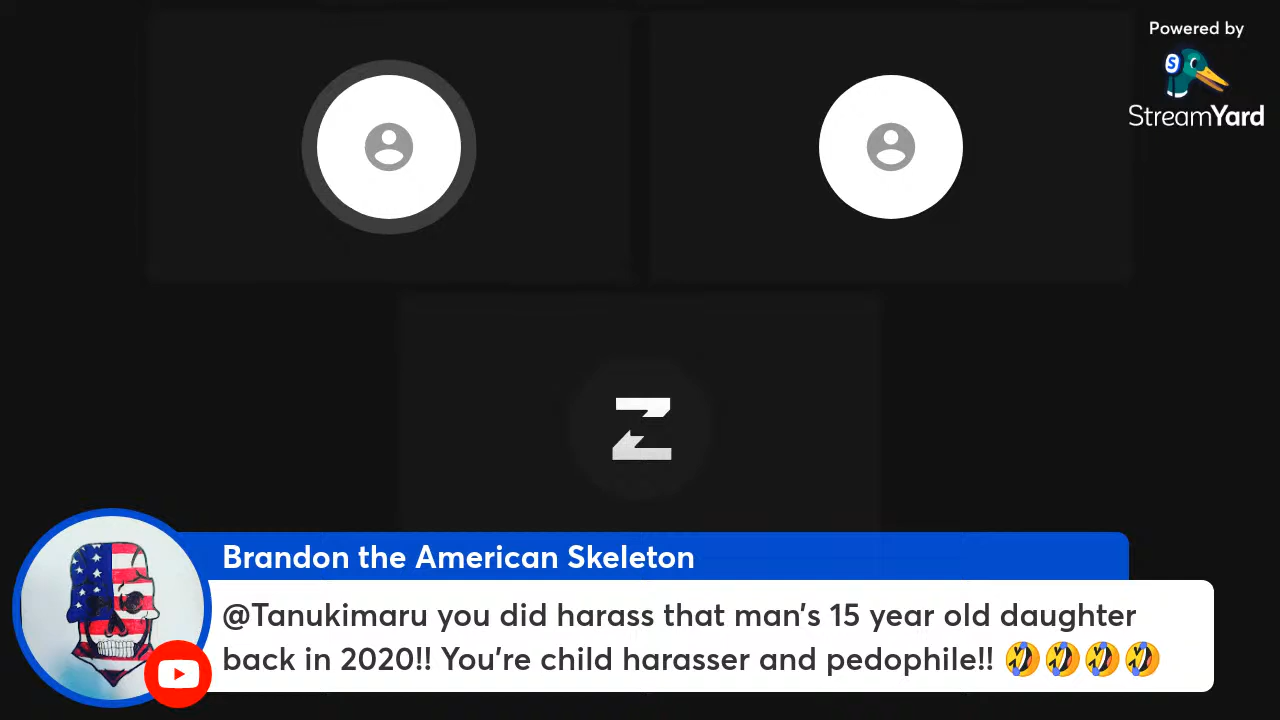 Powered by
StreamYard
Z
Brandon the American Skeleton
@Tanukimaru you did harass that man's 15 year old daughter
back in 2020!! You're child harasser and pedophile!! 🤣🤣🤣🤣